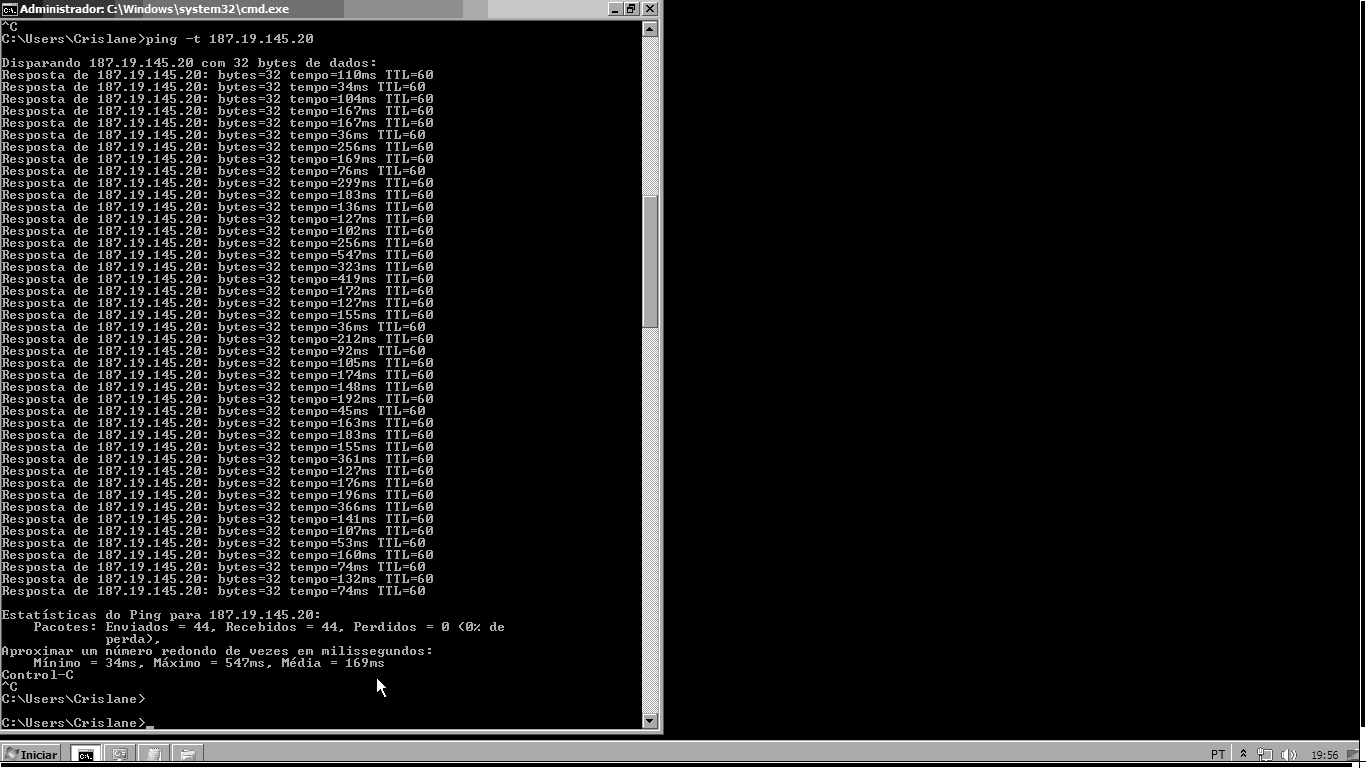 Administrador: C:\Windows\system32\cmd.exe
^C
C:\Users\Crislane>ping -t 187.19.145.20
Disparando 187.19.145.20 com 32 bytes de dados:
Resposta de 187.19.145.20: bytes=32 tempo=110ms TTL=60
Resposta de 187.19.145.20: bytes=32 tempo=34ms TTL=60
Resposta de 187.19.145.20: bytes=32 tempo=104ms TTL=60
Resposta de 187.19.145.20: bytes=32 tempo=167ms TTL=60
Resposta de 187.19.145.20: bytes=32 tempo=167ms TTL=60
Resposta de 187.19.145.20: bytes=32 tempo=36ms TTL=60
Resposta de 187.19.145.20: bytes=32 tempo=256ms TTL=60
Resposta de 187.19.145.20: bytes=32 tempo=169ms TTL=60
Resposta de 187.19.145.20: bytes=32 tempo=76ms TTL=60
Resposta de 187.19.145.20: bytes=32 tempo=299ms TTL=60
Resposta de 187.19.145.20: bytes=32 tempo=183ms TTL=60
Resposta de 187.19.145.20: bytes=32 tempo=136ms TTL=60
Resposta de 187.19.145.20: bytes=32 tempo=127ms TTL=60
Resposta de 187.19.145.20: bytes=32 tempo=102ms TTL=60
Resposta de 187.19.145.20: bytes=32 tempo=256ms TTL=60
Resposta de 187.19.145.20: bytes=32 tempo=547ms TTL=60
Resposta de 187.19.145.20: bytes=32 tempo=323ms TTL=60
Resposta de 187.19.145.20: bytes=32 tempo=419ms TTL=60
Resposta de 187.19.145.20: bytes=32 tempo=172ms TTL=60
Resposta de 187.19.145.20: bytes=32 tempo=127ms TTL=60
Resposta de 187.19.145.20: bytes=32 tempo=155ms TTL=60
Resposta de 187.19.145.20: bytes=32 tempo=36ms TTL=60
Resposta de 187.19.145.20: bytes=32 tempo=212ms TTL=60
Resposta de 187.19.145.20: bytes=32 tempo=92ms TTL=60
Resposta de 187.19.145.20: bytes=32 tempo=105ms TTL=60
Resposta de 187.19.145.20: bytes=32 tempo=174ms TTL=60
Resposta de 187.19.145.20: bytes=32 tempo=148ms TTL=60
Resposta de 187.19.145.20: bytes=32 tempo=192ms TTL=60
Resposta de 187.19.145.20: bytes=32 tempo=45ms TTL=60
Resposta de 187.19.145.20: bytes=32 tempo=163ms TTL=60
Resposta de 187.19.145.20: bytes=32 tempo=183ms TTL=60
Resposta de 187.19.145.20: bytes=32 tempo=155ms TTL=60
Resposta de 187.19.145.20: bytes=32 tempo=361ms TTL=60
Resposta de 187.19.145.20: bytes=32 tempo=127ms TTL=60
Resposta de 187.19.145.20: bytes=32 tempo=176ms TTL=60
Resposta de 187.19.145.20: bytes=32 tempo=196ms TTL=60
Resposta de 187.19.145.20: bytes=32 tempo=366ms TTL=60
Resposta de 187.19.145.20: bytes=32 tempo=141ms TTL=60
Resposta de 187.19.145.20: bytes=32 tempo=107ms TTL=60
Resposta de 187.19.145.20: bytes=32 tempo=53ms TTL=60
Resposta de 187.19.145.20: bytes=32 tempo=160ms TTL=60
Resposta de 187.19.145.20: bytes=32 tempo=74ms TTL=60
Resposta de 187.19.145.20: bytes=32 tempo=132ms TTL=60
Resposta de 187.19.145.20: bytes=32 tempo=74ms TTL=60
Estatísticas do Ping para 187.19.145.20:
Pacotes: Enviados = 44, Recebidos = 44, Perdidos = 0 (0% de
perda),
Aproximar um número redondo de vezes em milissegundos:
Mínimo = 34ms, Máximo = 547ms, Média = 169ms
Control-C
^C
C:\Users\Crislane>
C:\Users\Crislane>_
Iniciar
PT
19:56